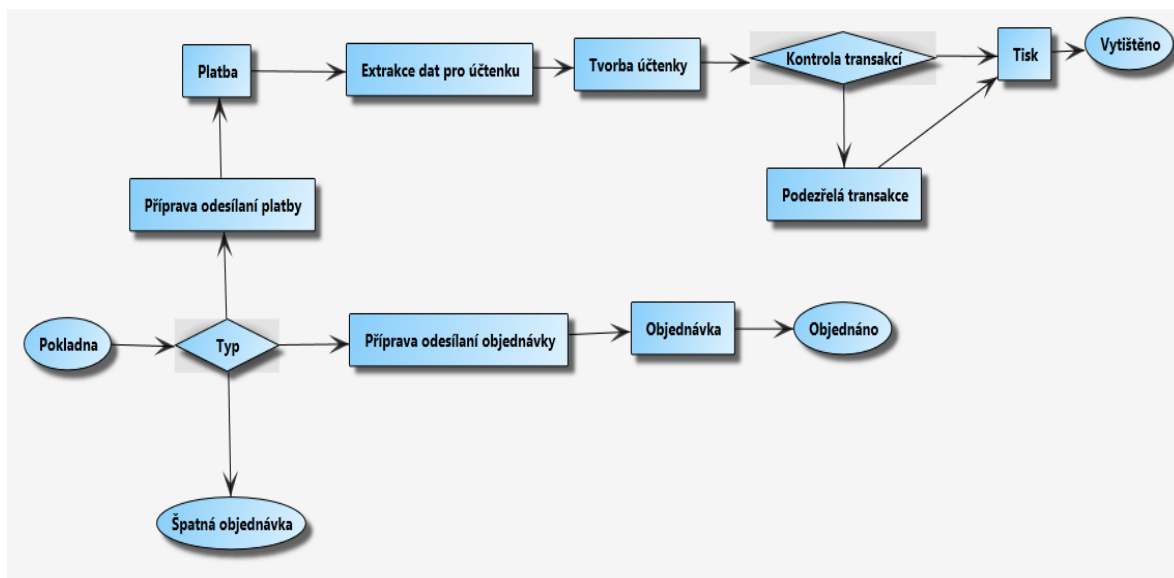 Platba
Extrakce dat pro účtenku
Tvorba účtenky
Kontrola transakcí
Tisk
Vytištěno
Příprava odesílaní platby
Podezřelá transakce
Pokladna
Typ
Příprava odesílaní objednávky
Objednávka
Objednáno
Špatná objednávka